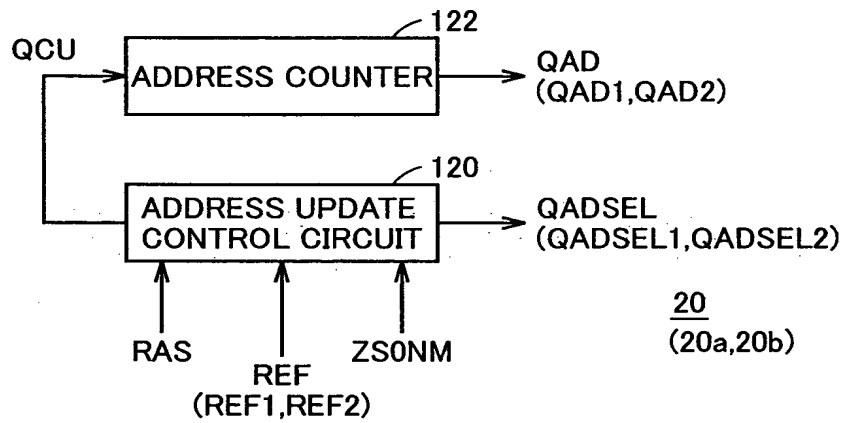 122
QCU
ADDRESS COUNTER
QAD
(QAD1,QAD2)
120
ADDRESS UPDATE
CONTROL CIRCUIT
QADSEL
(QADSEL1,QADSEL2)
RAS
REF
(REF1,REF2)
ZS0NM
20
(20a,20b)